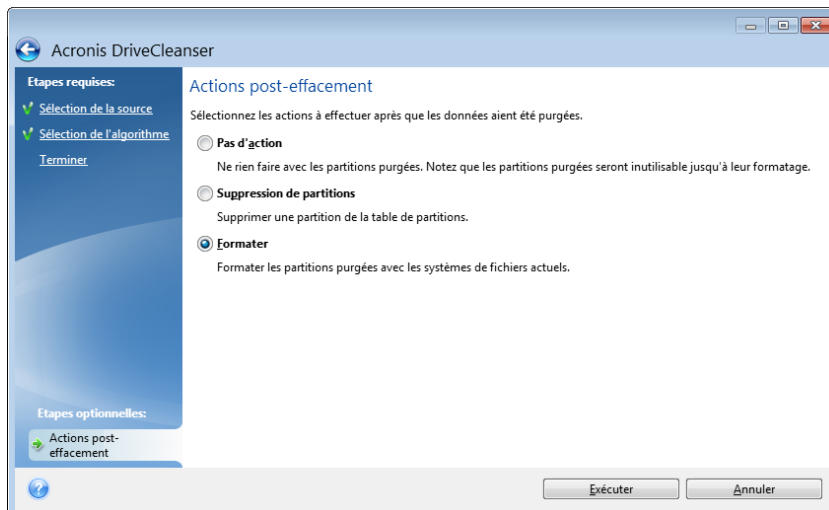 Acronis DriveCleanser
Etapes requises:
Sélection de la source
Sélection de l'algorithme
Terminer
Actions post-effacement
Sélectionnez les actions à effectuer après que les données aient été purgées.
Pas d'action
Ne rien faire avec les partitions purgées. Notez que les partitions purgées seront inutilisable jusqu'à leur formatage.
Suppression de partitions
Supprimer une partition de la table de partitions.
Formater
Formater les partitions purgées avec les systèmes de fichiers actuels.
Etapes optionnelles:
Actions post-
effacement
Exécuter
Annuler